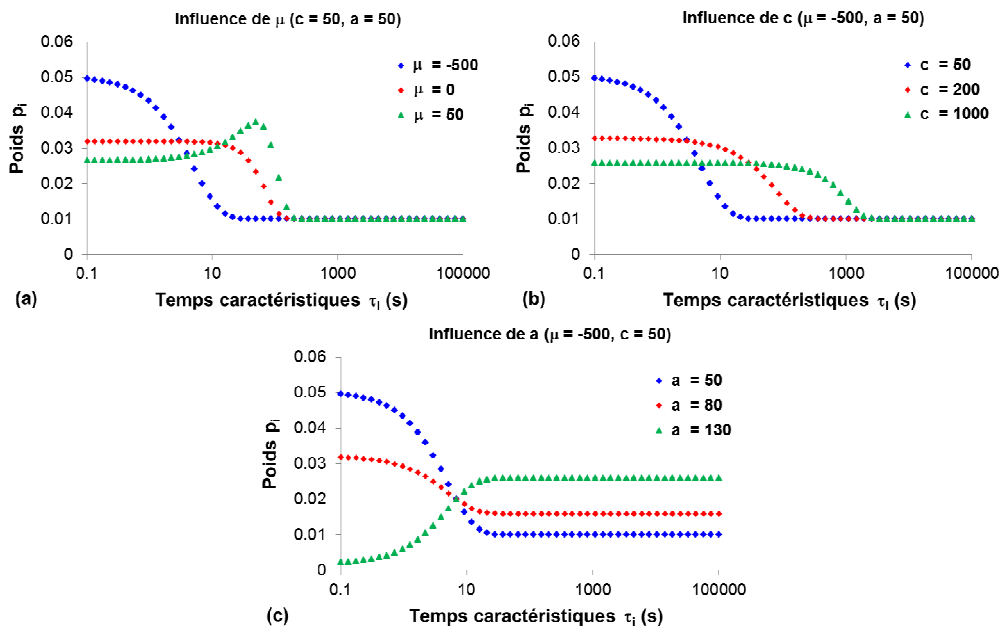 Influence de μ (c = 50, a = 50)
Poids pᵢ
0.06
0.05
0.04
0.03
0.02
0.01
0
μ = -500
μ = 0
μ = 50
0.1
10
1000
100000
(a)
Temps caractéristiques τᵢ (s)
Influence de c (μ = -500, a = 50)
Poids pᵢ
0.06
0.05
0.04
0.03
0.02
0.01
0
c = 50
c = 200
c = 1000
0.1
10
1000
100000
(b)
Temps caractéristiques τᵢ (s)
Influence de a (μ = -500, c = 50)
Poids pᵢ
0.06
0.05
0.04
0.03
0.02
0.01
0
a = 50
a = 80
a = 130
0.1
10
1000
100000
(c)
Temps caractéristiques τᵢ (s)